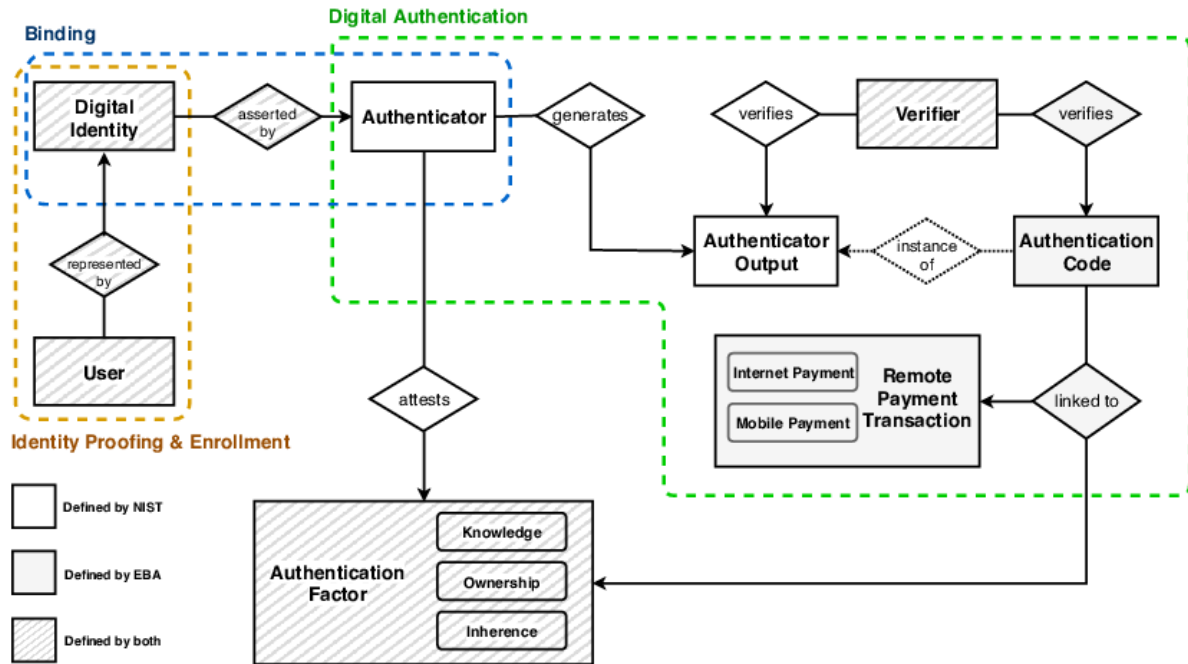 Digital Authentication
Binding
Digital
Identity
asserted
by
Authenticator
generates
verifies
Verifier
verifies
represented
by
Authenticator
Output
instance
of
Authentication
Code
User
Internet Payment
Mobile Payment
Remote
Payment
Transaction
linked to
attests
Identity Proofing & Enrollment
Defined by NIST
Defined by EBA
Defined by both
Authentication
Factor
Knowledge
Ownership
Inherence